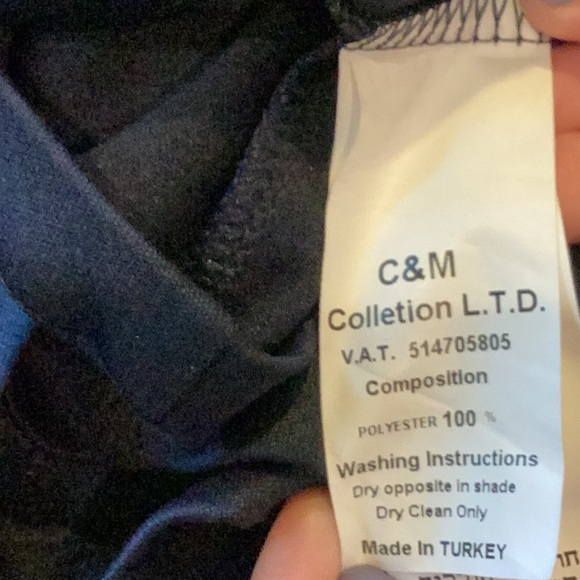 C&M
Colletion L.T.D.
V.A.T. 514705805
Composition
POLYESTER 100 %
Washing Instructions
Dry opposite in shade
Dry Clean Only
Made In TURKEY